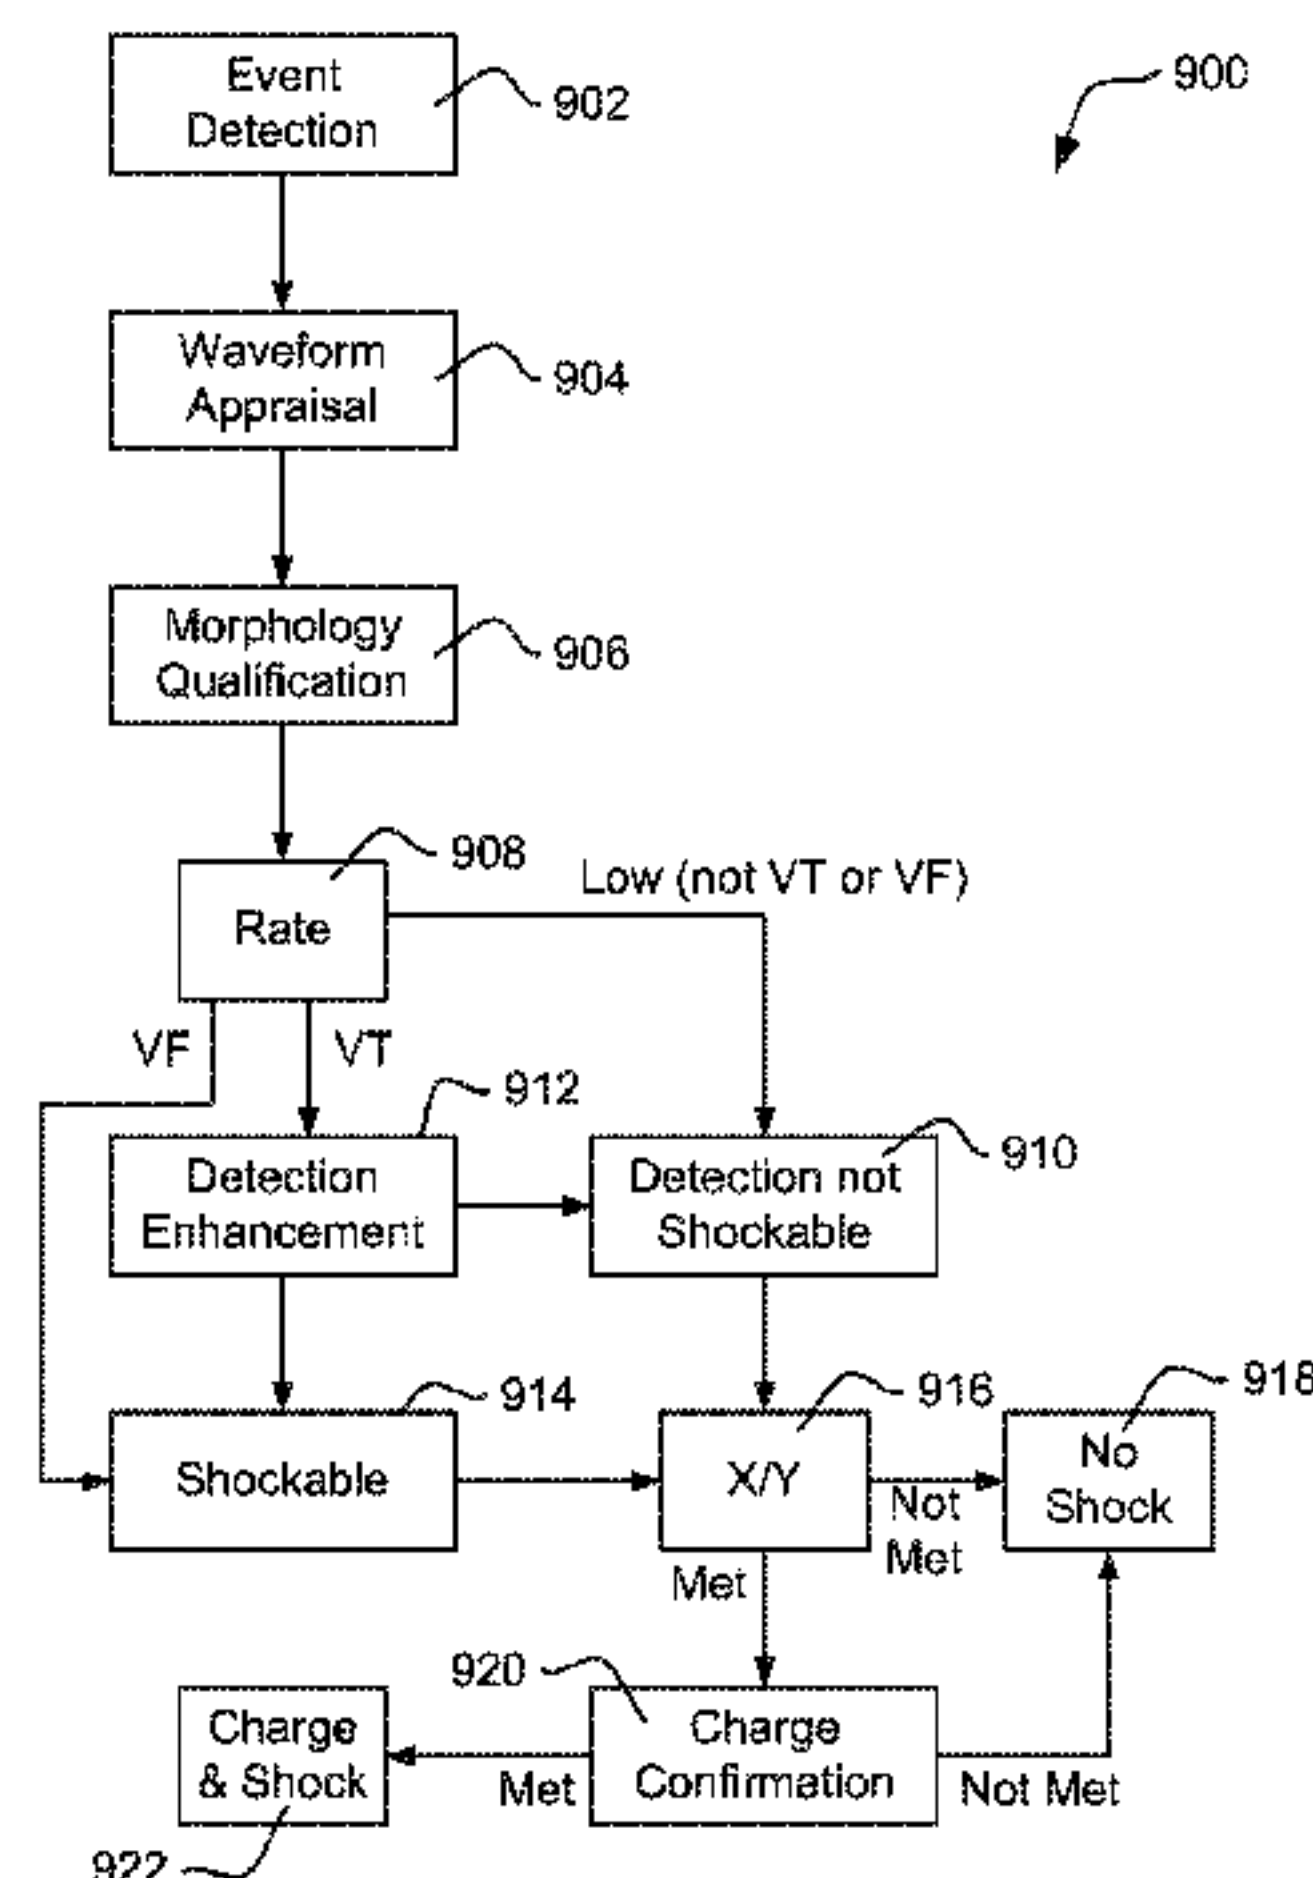 Event
Detection
902
900
Waveform
Appraisal
904
Morphology
Qualification
906
908
Rate
Low (not VT or VF)
VF
VT
912
Detection
Enhancement
Detection not
Shockable
910
914
Shockable
916
X/Y
918
No
Shock
Not
Met
Met
920
Charge
& Shock
Met
Charge
Confirmation
Not Met
922